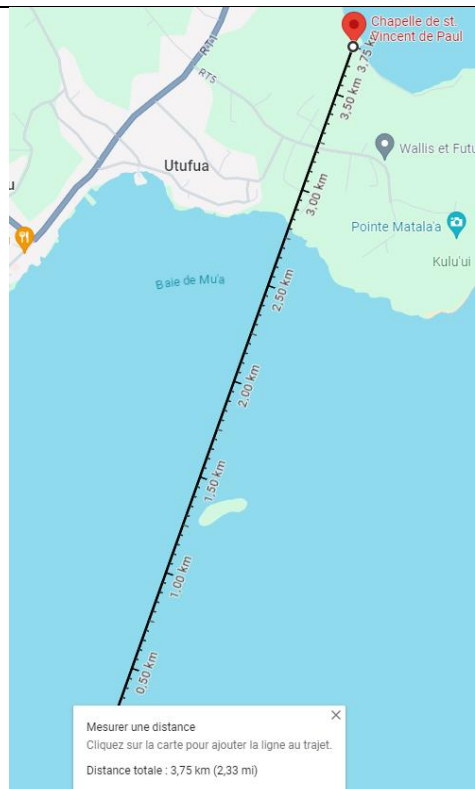 Chapelle de st.
Vincent de Paul
3,75 km
RT1
RT5
3,50 km
Wallis et Futu
Utufua
3,00 km
u
Pointe Matala'a
Kulu'ui
Baie de Mu'a
2,50 km
2,00 km
1,50 km
1,00 km
0,50 km
Mesurer une distance
Cliquez sur la carte pour ajouter la ligne au trajet.
Distance totale : 3,75 km (2,33 mi)